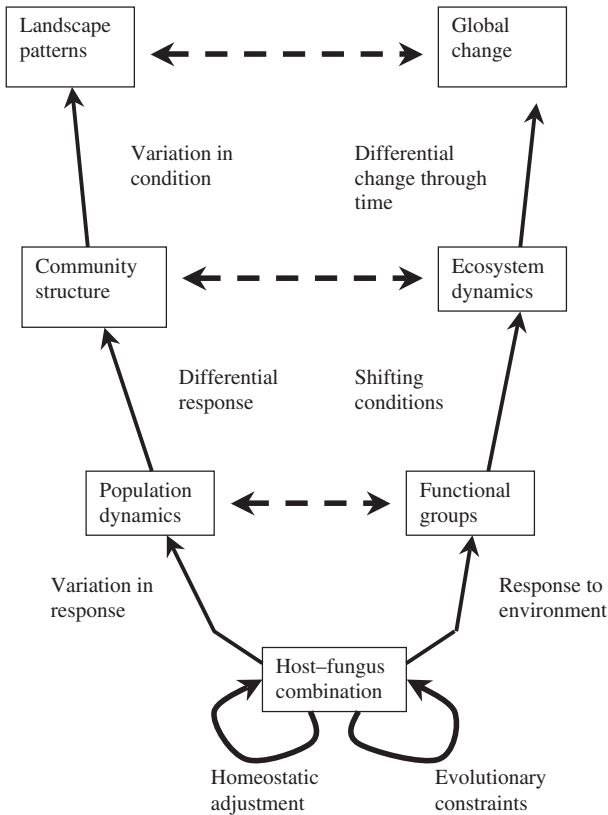 Landscape
patterns
Global
change
Variation in
condition
Differential
change through
time
Community
structure
Ecosystem
dynamics
Differential
response
Shifting
conditions
Population
dynamics
Functional
groups
Variation in
response
Response to
environment
Host–fungus
combination
Homeostatic
adjustment
Evolutionary
constraints